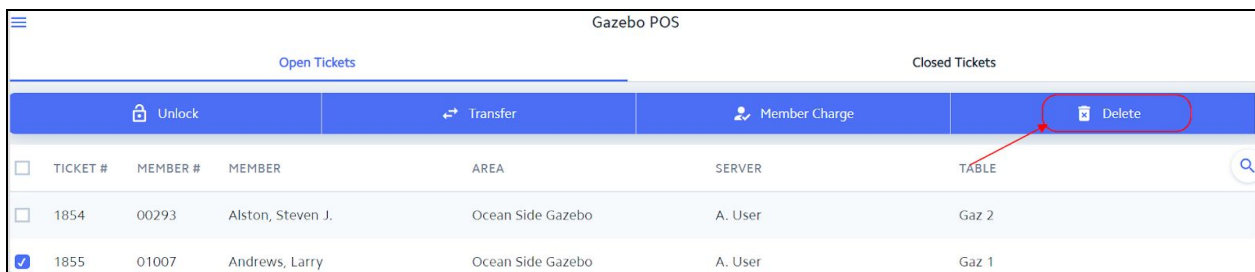 Gazebo POS
Open Tickets Closed Tickets
Unlock Transfer Member Charge Delete
TICKET # MEMBER # MEMBER AREA SERVER TABLE
1854 00293 Alston, Steven J. Ocean Side Gazebo A. User Gaz 2
1855 01007 Andrews, Larry Ocean Side Gazebo A. User Gaz 1